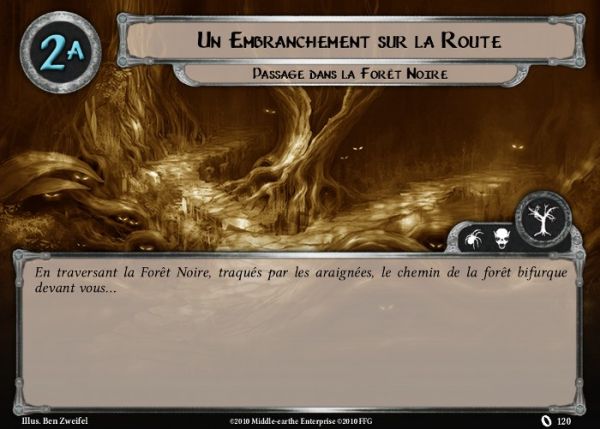 2A
Un Embranchement sur la Route
Passage dans la Forêt Noire
En traversant la Forêt Noire, traqués par les araignées, le chemin de la forêt bifurque
devant vous...
Illus. Ben Zweifel
©2010 Middle-earthe Enterprise ©2010 FFG
120